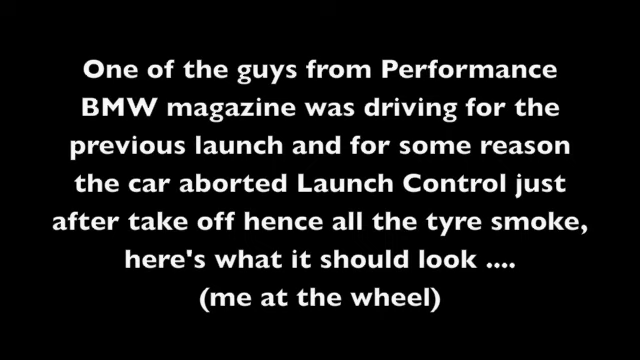 One of the guys from Performance
BMW magazine was driving for the
previous launch and for some reason
the car aborted Launch Control just
after take off hence all the tyre smoke,
here's what it should look ....
(me at the wheel)